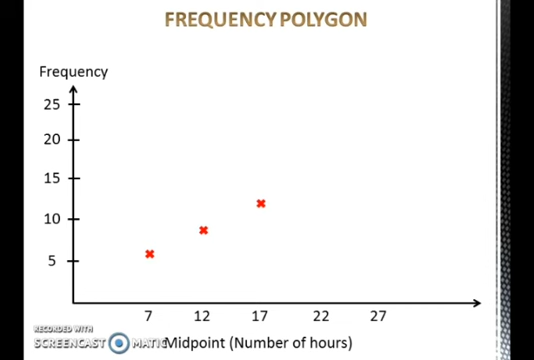 FREQUENCY POLYGON
Frequency
25
20
15
10
5
7 12 17 22 27
RECORDED WITH
SCREENCAST MATIC
Midpoint (Number of hours)